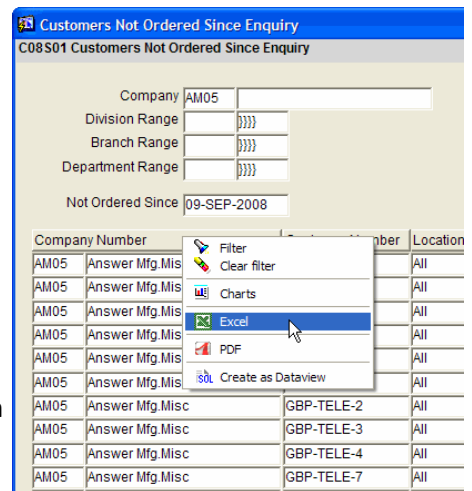 Customers Not Ordered Since Enquiry
C08S01 Customers Not Ordered Since Enquiry
Company AM05
Division Range }}}}
Branch Range }}}}
Department Range }}}}
Not Ordered Since 09-SEP-2008
Company Number Location
AM05 Answer Mfg.Mis All
AM05 Answer Mfg.Mis All
AM05 Answer Mfg.Mis All
AM05 Answer Mfg.Mis All
AM05 Answer Mfg.Mis All
AM05 Answer Mfg.Mis All
AM05 Answer Mfg.Misc GBP-TELE-2 All
AM05 Answer Mfg.Misc GBP-TELE-3 All
AM05 Answer Mfg.Misc GBP-TELE-4 All
AM05 Answer Mfg.Misc GBP-TELE-7 All
Filter
Clear filter
Charts
Excel
PDF
SQL Create as Dataview